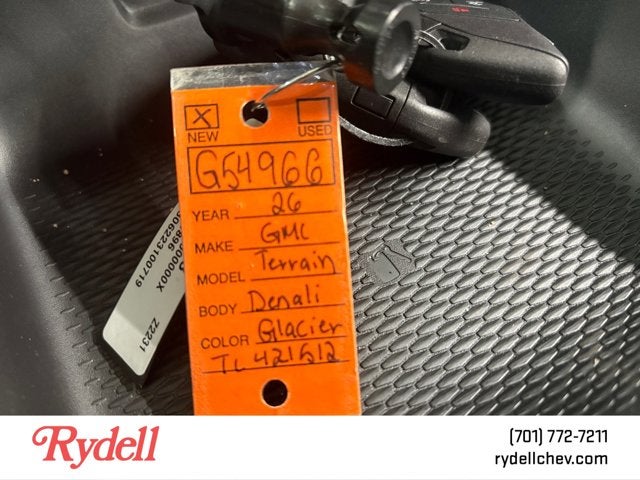 NEW
USED
G54966
YEAR 26
MAKE GMC
MODEL Terrain
BODY Denali
COLOR Glacier
TL 421512
Z2231
Rydell
(701) 772-7211
rydellchev.com